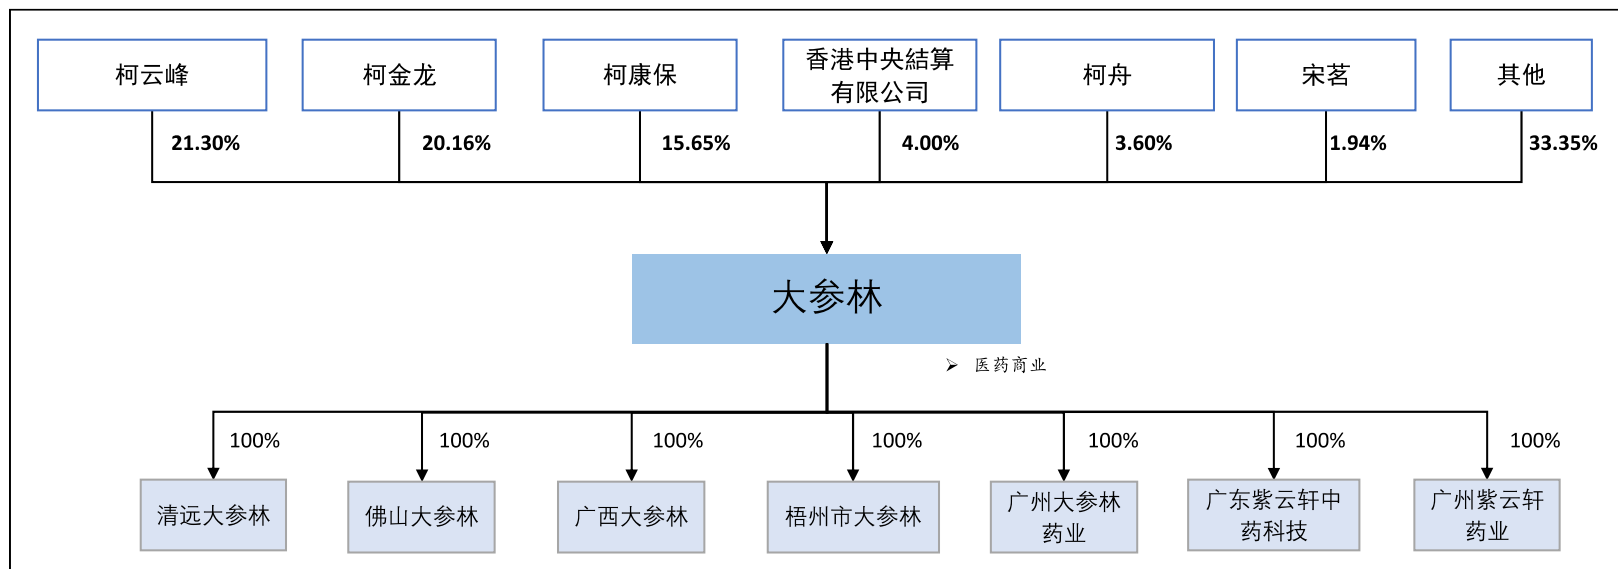 柯云峰
柯金龙
柯康保
香港中央結算
有限公司
柯舟
宋茗
其他
21.30%
20.16%
15.65%
4.00%
3.60%
1.94%
33.35%
大参林
➢ 医药商业
100%
100%
100%
100%
100%
100%
100%
清远大参林
佛山大参林
广西大参林
梧州市大参林
广州大参林
药业
广东紫云轩中
药科技
广州紫云轩
药业